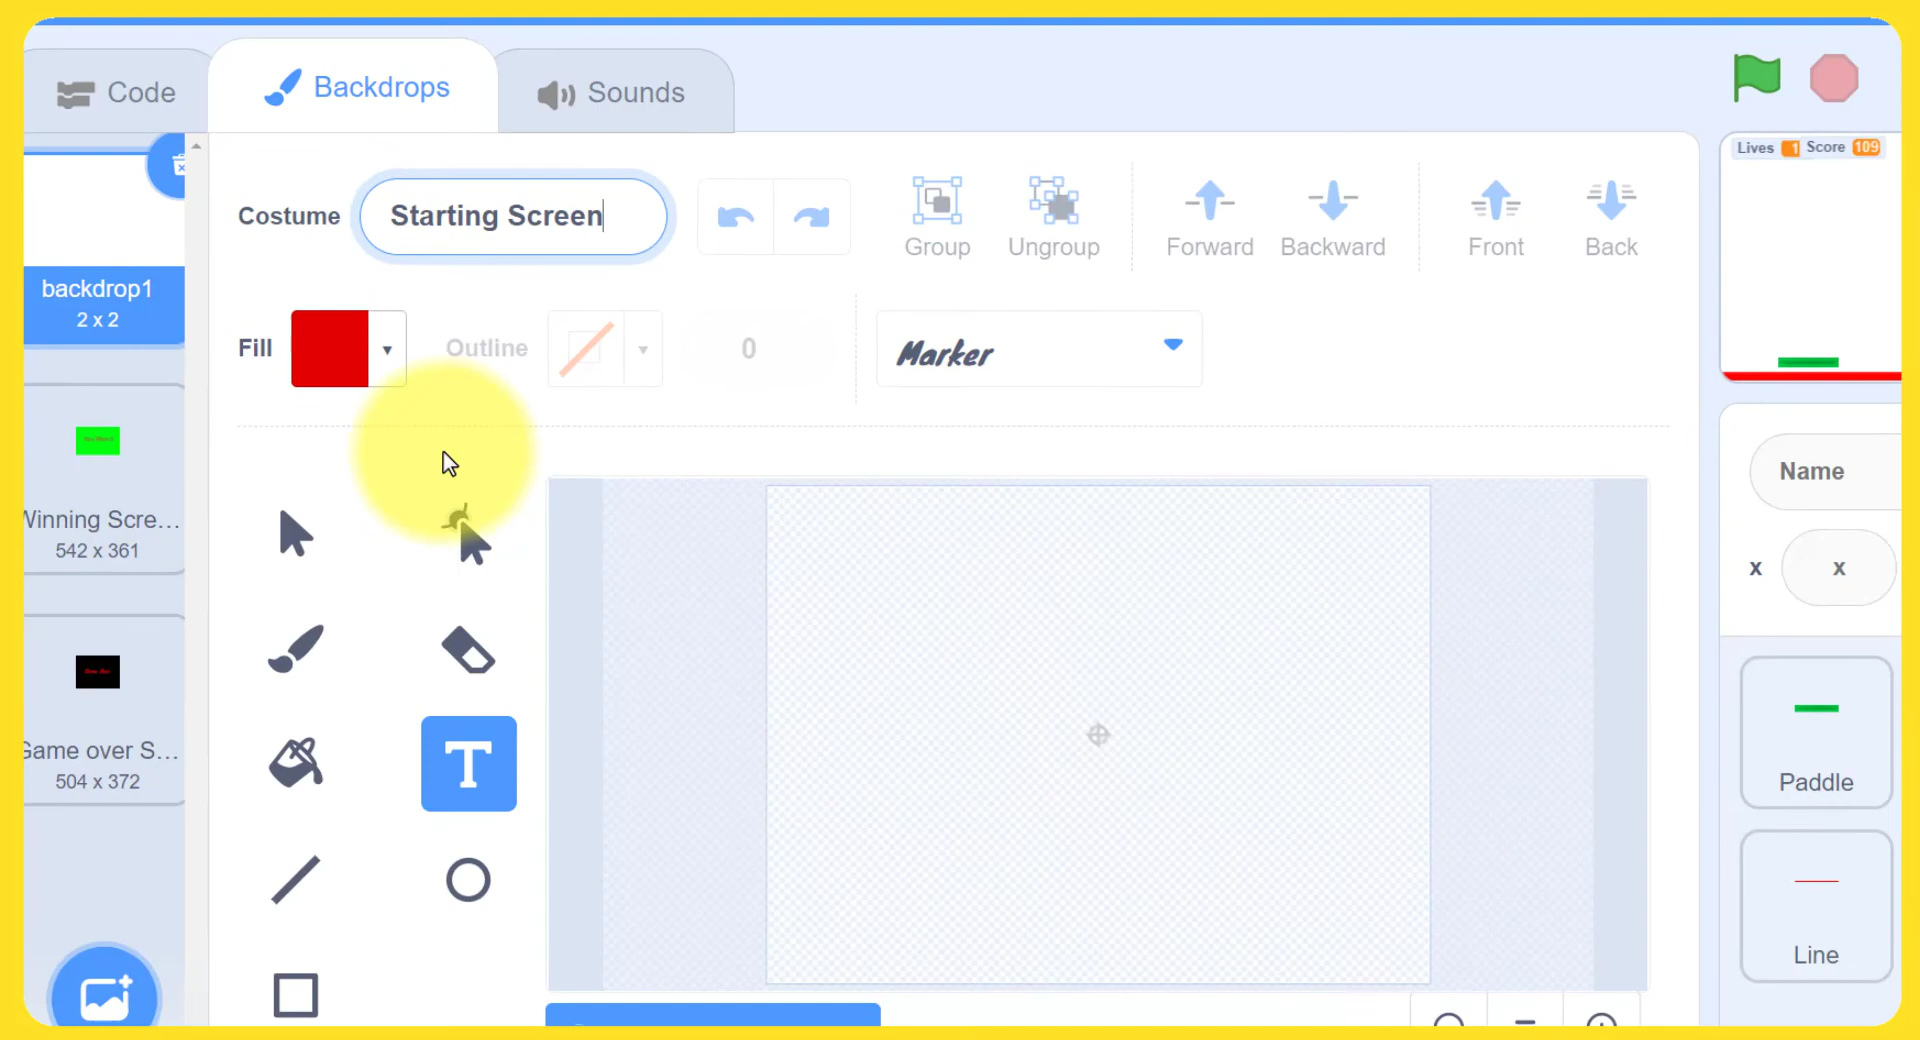 Code
Backdrops
Sounds
Lives 1 Score 109
Costume
Starting Screen
Group
Ungroup
Forward
Backward
Front
Back
backdrop1
2 x 2
Fill
Outline
0
Marker
Winning Scre...
542 x 361
Game over S...
504 x 372
T
Name
x
x
Paddle
Line